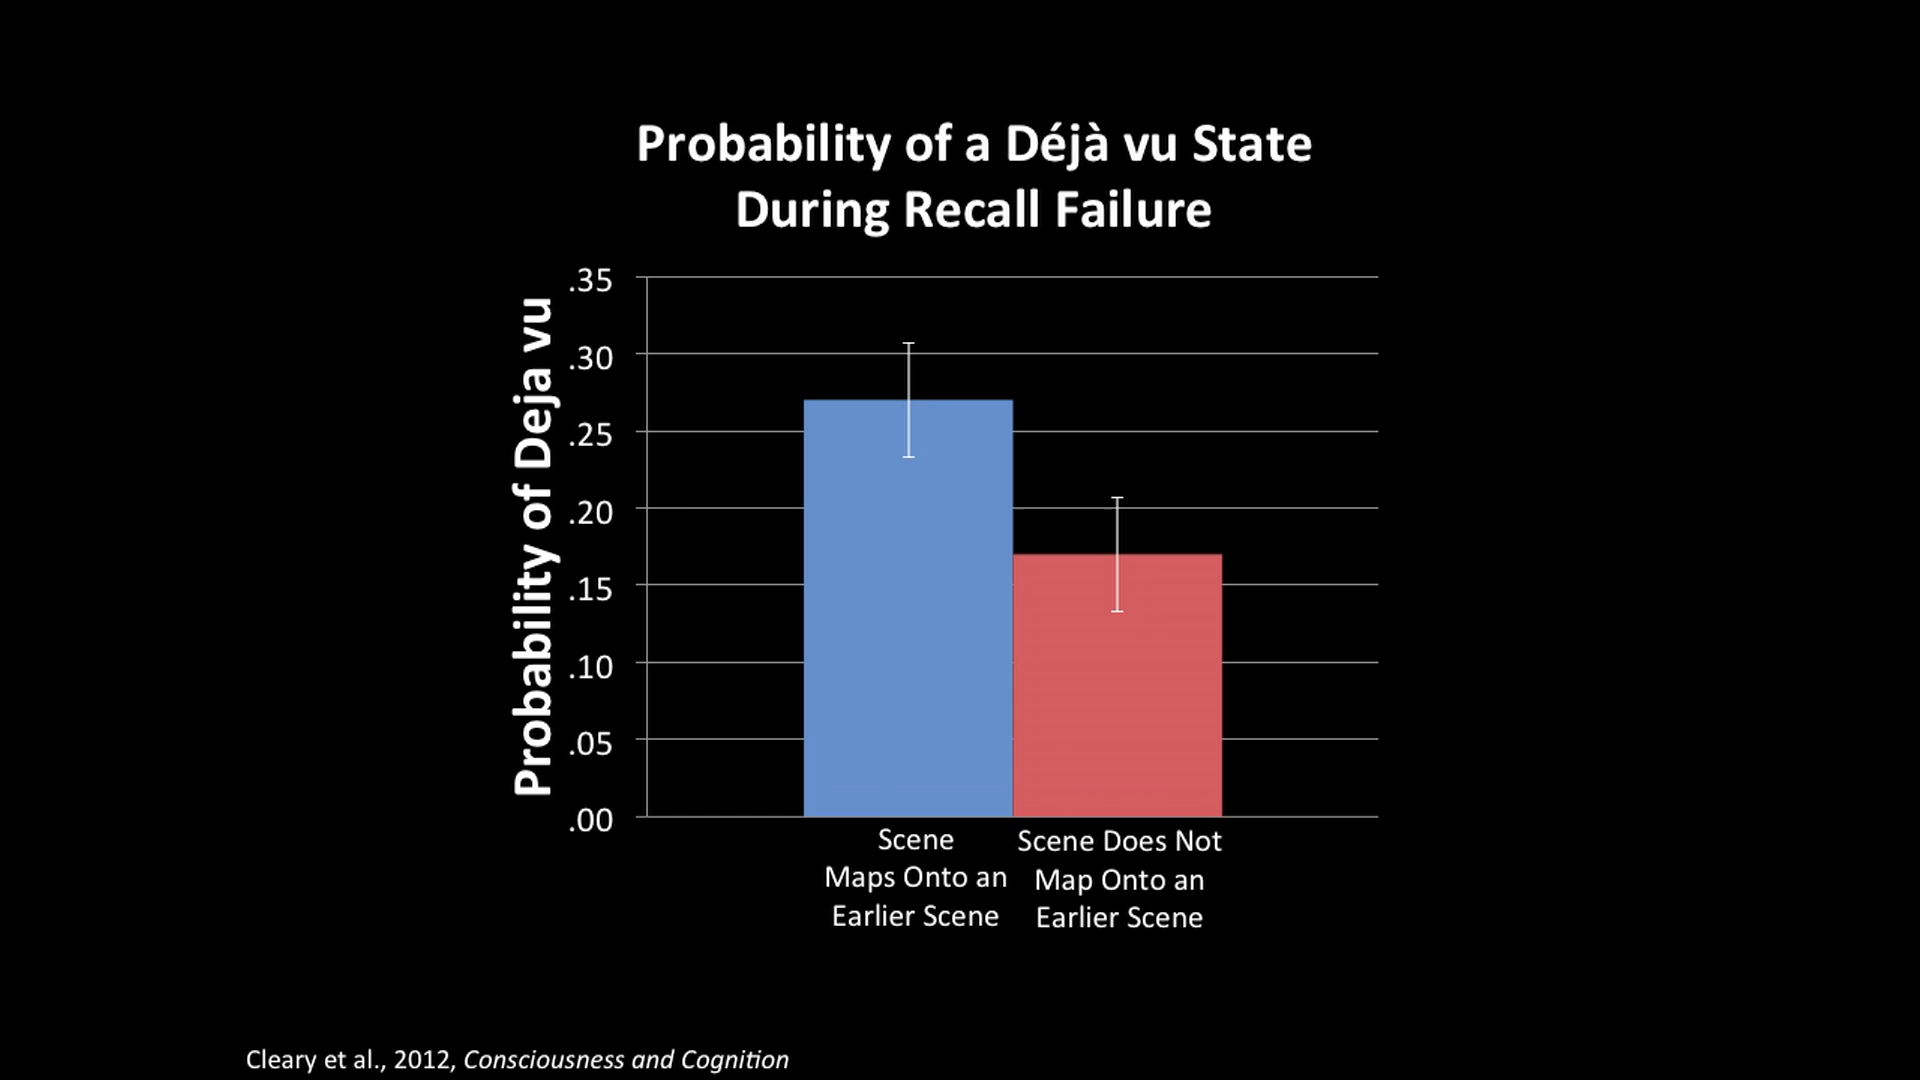 Probability of a Déjà vu State
During Recall Failure
Probability of Deja vu
.35
.30
.25
.20
.15
.10
.05
.00
Scene
Maps Onto an
Earlier Scene
Scene Does Not
Map Onto an
Earlier Scene
Cleary et al., 2012, Consciousness and Cognition